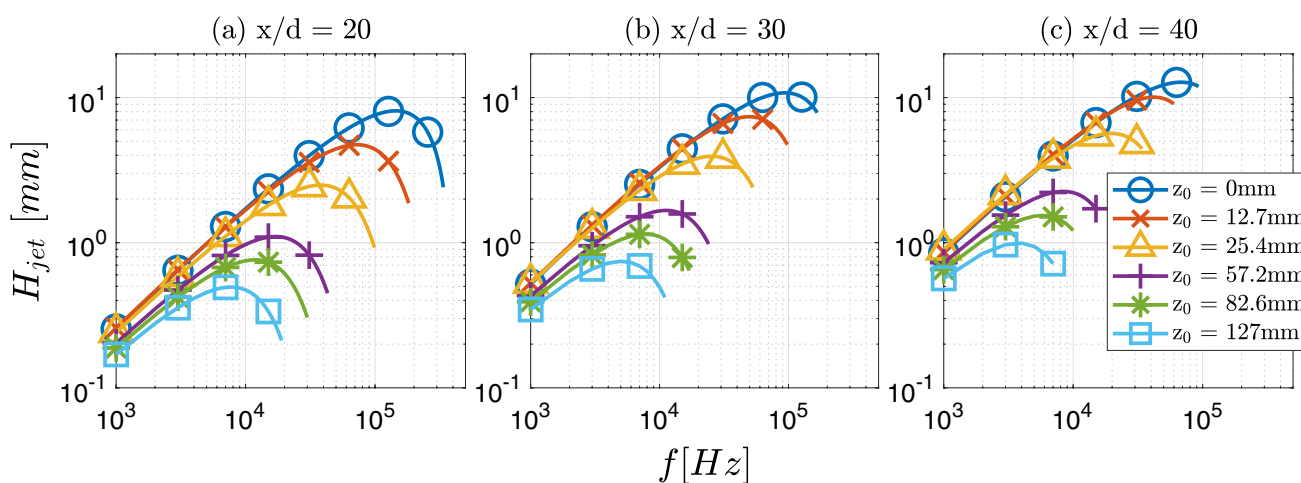 (a) x/d = 20
(b) x/d = 30
(c) x/d = 40
H_jet [mm]
10^1
10^0
10^-1
10^1
10^0
10^-1
10^1
10^0
10^-1
z_0 = 0mm
z_0 = 12.7mm
z_0 = 25.4mm
z_0 = 57.2mm
z_0 = 82.6mm
z_0 = 127mm
10^3 10^4 10^5
10^3 10^4 10^5
10^3 10^4 10^5
f[Hz]